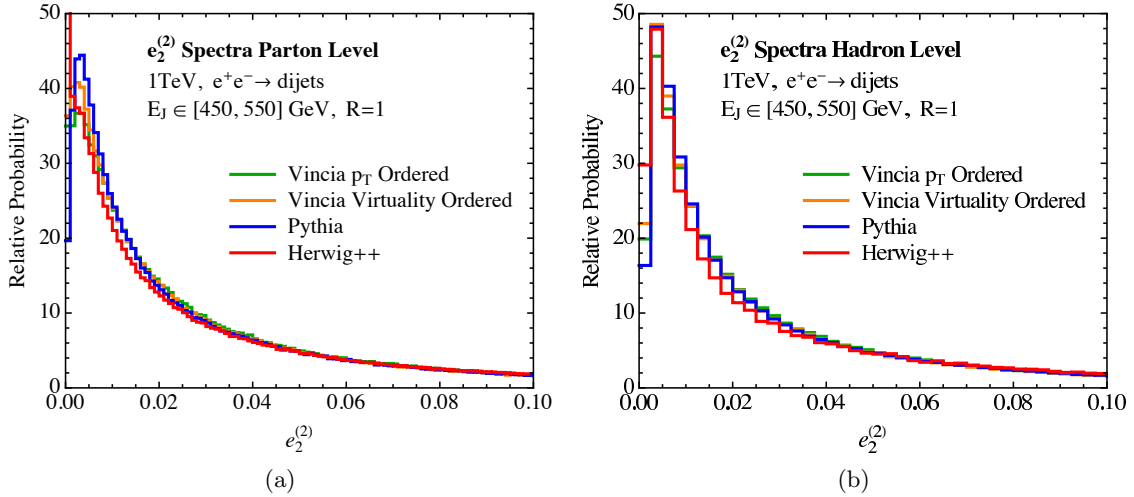 e₂⁽²⁾ Spectra Parton Level
1TeV, e⁺e⁻→ dijets
E_J ∈ [450, 550] GeV, R=1
Vincia p_T Ordered
Vincia Virtuality Ordered
Pythia
Herwig++
Relative Probability
50
40
30
20
10
0
0.00 0.02 0.04 0.06 0.08 0.10
e₂⁽²⁾
(a)
e₂⁽²⁾ Spectra Hadron Level
1TeV, e⁺e⁻→ dijets
E_J ∈ [450, 550] GeV, R=1
Vincia p_T Ordered
Vincia Virtuality Ordered
Pythia
Herwig++
Relative Probability
50
40
30
20
10
0
0.00 0.02 0.04 0.06 0.08 0.10
e₂⁽²⁾
(b)